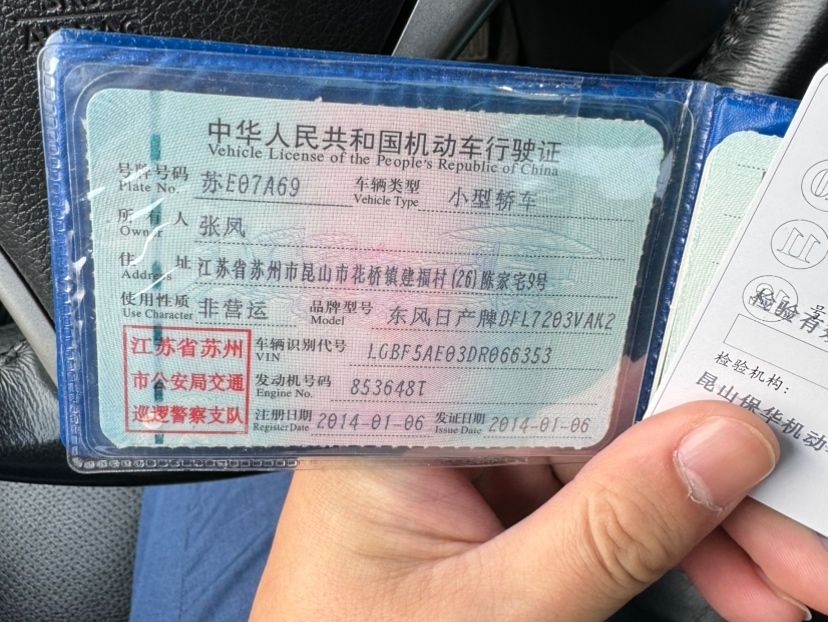 AIRBAG
中华人民共和国机动车行驶证
Vehicle License of the People's Republic of China
号牌号码 苏E07A69 车辆类型 小型轿车
Plate No. Vehicle Type
所有人 张凤
Owner
住址 江苏省苏州市昆山市花桥镇建福村(26)陈家宅9号
Address
使用性质 非营运 品牌型号 东风日产牌DFL7203VAK2
Use Character Model
江苏省苏州
市公安局交通
巡逻警察支队
车辆识别代号 LGBF5AE03DR066353
VIN
发动机号码 853648T
Engine No.
注册日期 2014-01-06 发证日期 2014-01-06
Register Date Issue Date
号
检验有
检验机构:
昆山保华机动